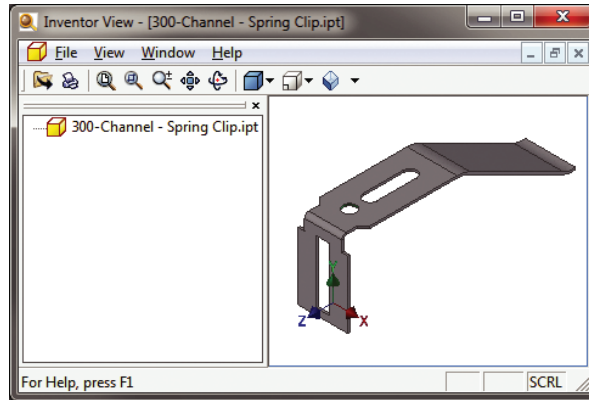 Inventor View - [300-Channel - Spring Clip.ipt]
File View Window Help
300-Channel - Spring Clip.ipt
Y
Z X
For Help, press F1 SCRL